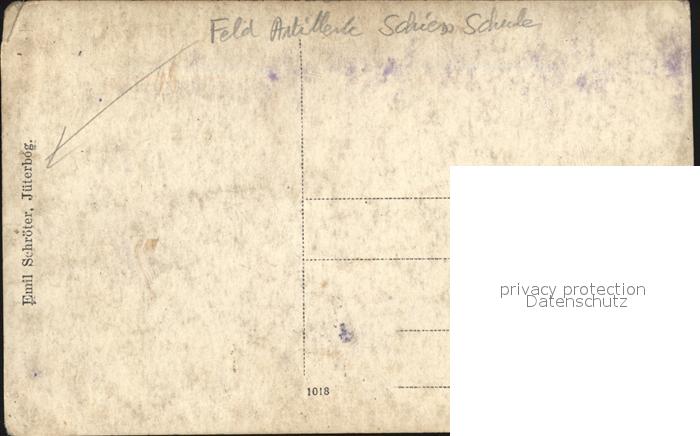 Feld Artillerie Schiess Schule
Emil Schröter, Jüterbog.
privacy protection
Datenschutz
1018